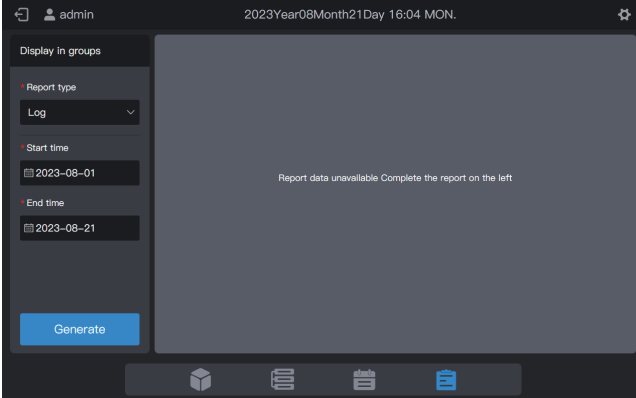 admin
2023Year08Month21Day 16:04 MON.
Display in groups
*Report type
Log
*Start time
2023-08-01
*End time
2023-08-21
Generate
Report data unavailable Complete the report on the left